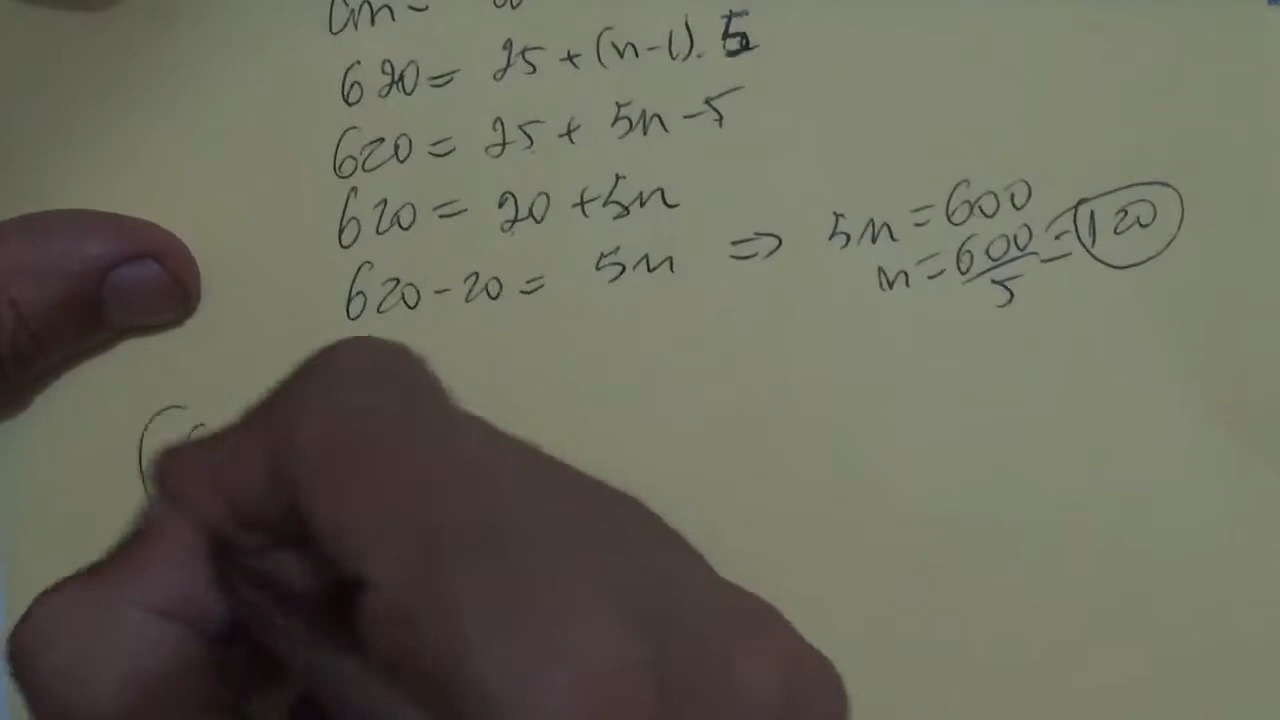 620 = 25 + (n-1). 5
620 = 25 + 5n - 5
620 = 20 + 5n
620 - 20 = 5n => 5n = 600
n = 600/5 = 120